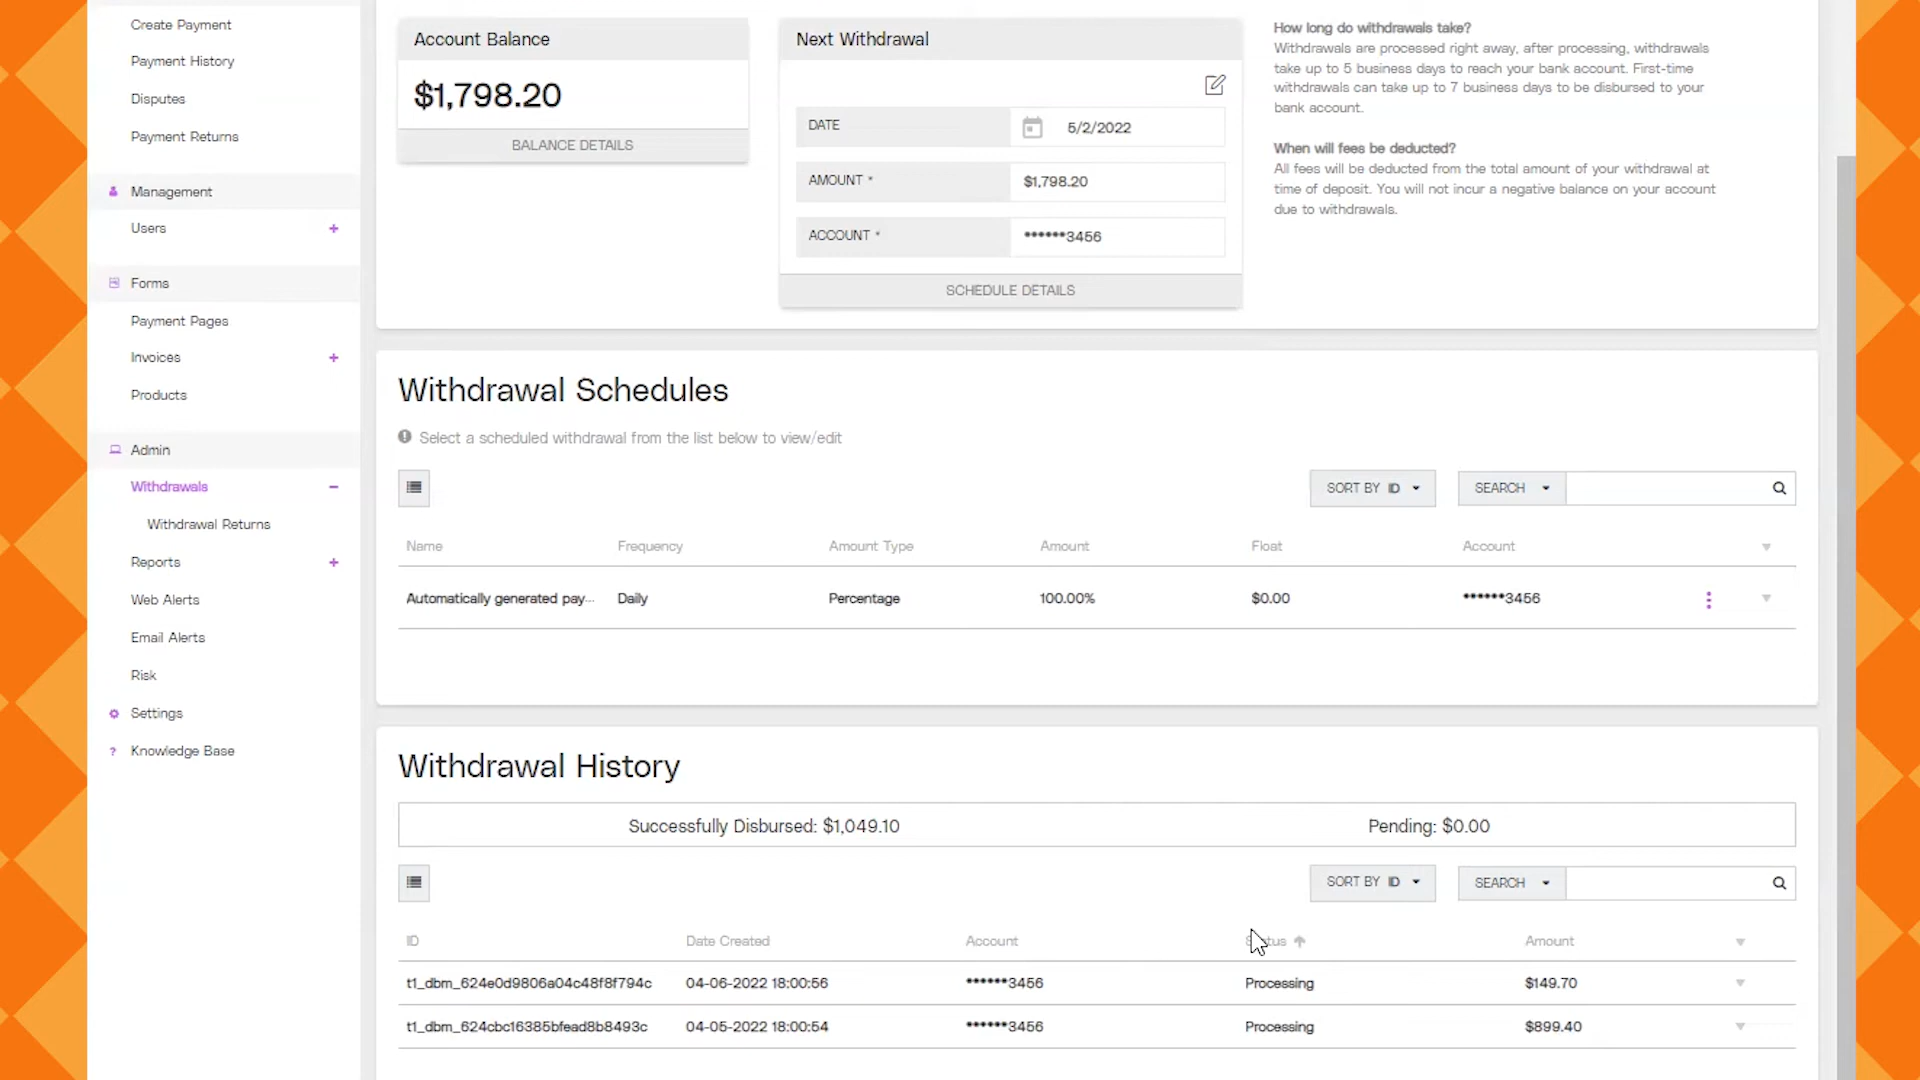 Create Payment
Payment History
Disputes
Payment Returns
Management
Users
Forms
Payment Pages
Invoices
Products
Admin
Withdrawals
Withdrawal Returns
Reports
Web Alerts
Email Alerts
Risk
Settings
? Knowledge Base
Account Balance
$1,798.20
BALANCE DETAILS
Next Withdrawal
DATE 5/2/2022
AMOUNT * $1,798.20
ACCOUNT * ******3456
SCHEDULE DETAILS
How long do withdrawals take?
Withdrawals are processed right away, after processing, withdrawals
take up to 5 business days to reach your bank account. First-time
withdrawals can take up to 7 business days to be disbursed to your
bank account.
When will fees be deducted?
All fees will be deducted from the total amount of your withdrawal at
time of deposit. You will not incur a negative balance on your account
due to withdrawals.
Withdrawal Schedules
Select a scheduled withdrawal from the list below to view/edit
SORT BY ID SEARCH
Name Frequency Amount Type Amount Float Account
Automatically generated pay... Daily Percentage 100.00% $0.00 ******3456
Withdrawal History
Successfully Disbursed: $1,049.10 Pending: $0.00
SORT BY ID SEARCH
ID Date Created Account Amount
t1_dbm_624e0d9806a04c48f8f794c 04-06-2022 18:00:56 ******3456 Processing $149.70
t1_dbm_624cbc16385bfead8b8493c 04-05-2022 18:00:54 ******3456 Processing $899.40